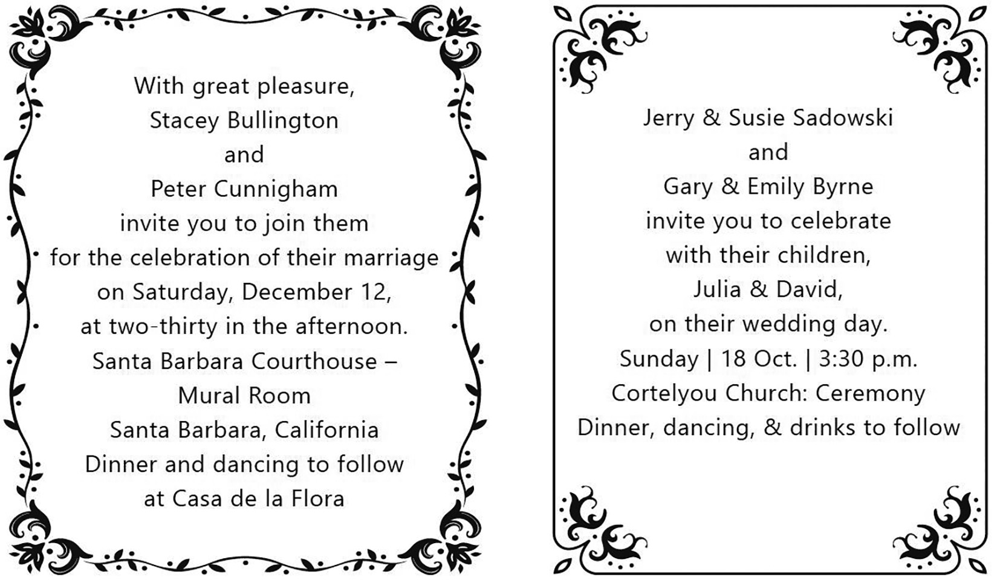 With great pleasure,
Stacey Bullington
and
Peter Cunnigham
invite you to join them
for the celebration of their marriage
on Saturday, December 12,
at two-thirty in the afternoon.
Santa Barbara Courthouse –
Mural Room
Santa Barbara, California
Dinner and dancing to follow
at Casa de la Flora
Jerry & Susie Sadowski
and
Gary & Emily Byrne
invite you to celebrate
with their children,
Julia & David,
on their wedding day.
Sunday | 18 Oct. | 3:30 p.m.
Cortelyou Church: Ceremony
Dinner, dancing, & drinks to follow